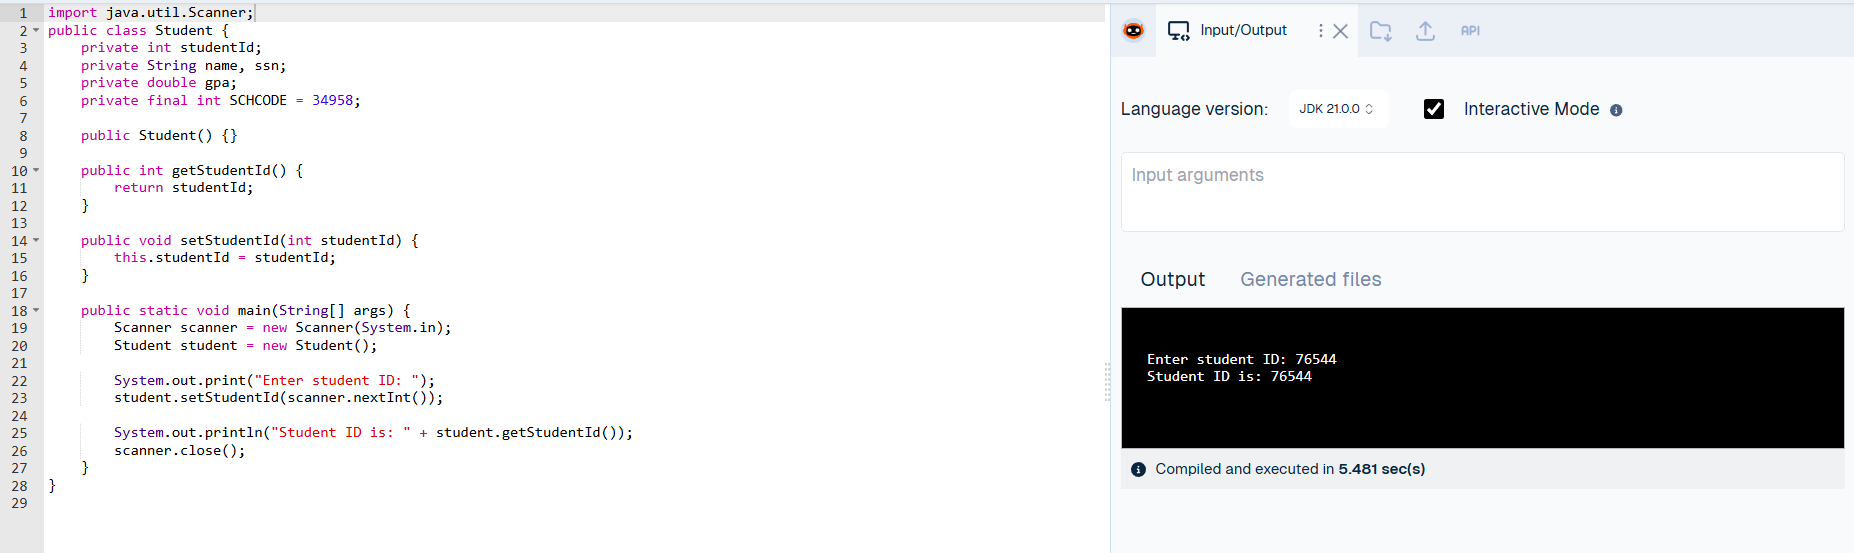 1 import java.util.Scanner;
2 public class Student {
3     private int studentId;
4     private String name, ssn;
5     private double gpa;
6     private final int SCHCODE = 34958;
7
8     public Student() {}
9
10     public int getStudentId() {
11         return studentId;
12     }
13
14     public void setStudentId(int studentId) {
15         this.studentId = studentId;
16     }
17
18     public static void main(String[] args) {
19         Scanner scanner = new Scanner(System.in);
20         Student student = new Student();
21
22         System.out.print("Enter student ID: ");
23         student.setStudentId(scanner.nextInt());
24
25         System.out.println("Student ID is: " + student.getStudentId());
26         scanner.close();
27     }
28 }
29
Input/Output
API
Language version: JDK 21.0.0 Interactive Mode
Input arguments
Output Generated files
Enter student ID: 76544
Student ID is: 76544
Compiled and executed in 5.481 sec(s)